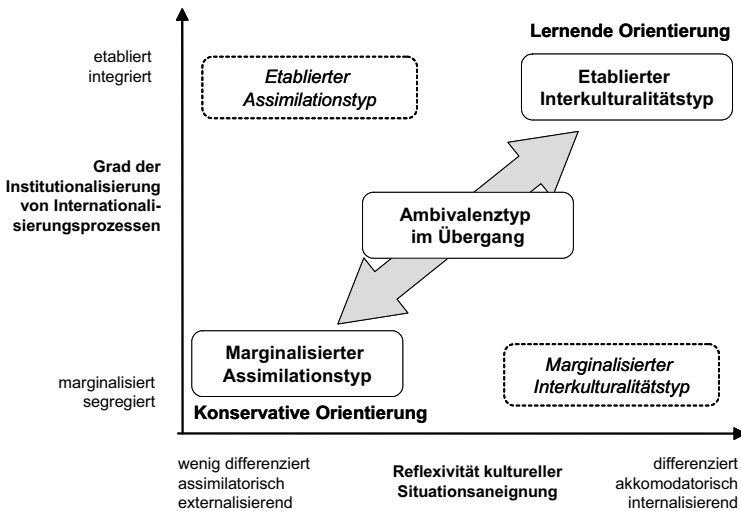 Lernende Orientierung
etabliert
integriert
Etablierter
Assimilationstyp
Etablierter
Interkulturalitätstyp
Grad der
Institutionalisierung
von Internationali-
sierungsprozessen
Ambivalenztyp
im Übergang
Marginalisierter
Assimilationstyp
Marginalisierter
Interkulturalitätstyp
marginalisiert
segregiert
Konservative Orientierung
wenig differenziert
assimilatorisch
externalisierend
Reflexivität kultureller
Situationsaneignung
differenziert
akkomodatorisch
internalisierend